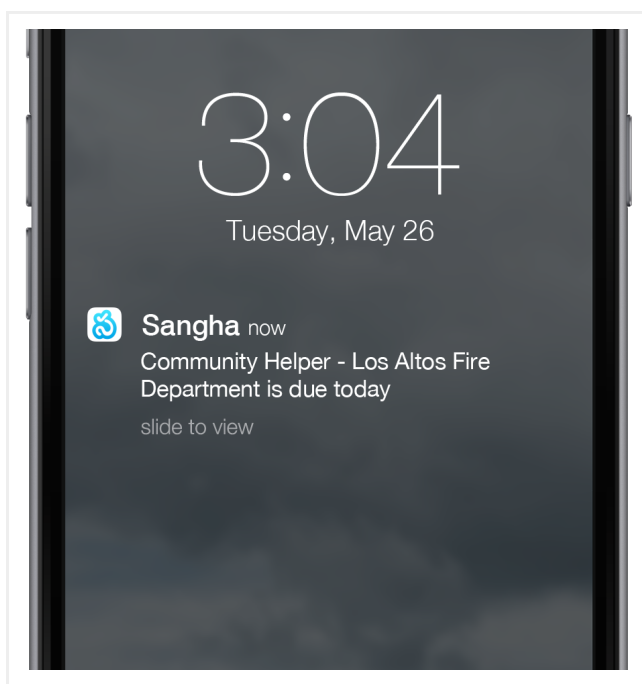 3:04
Tuesday, May 26
Sangha now
Community Helper - Los Altos Fire
Department is due today
slide to view